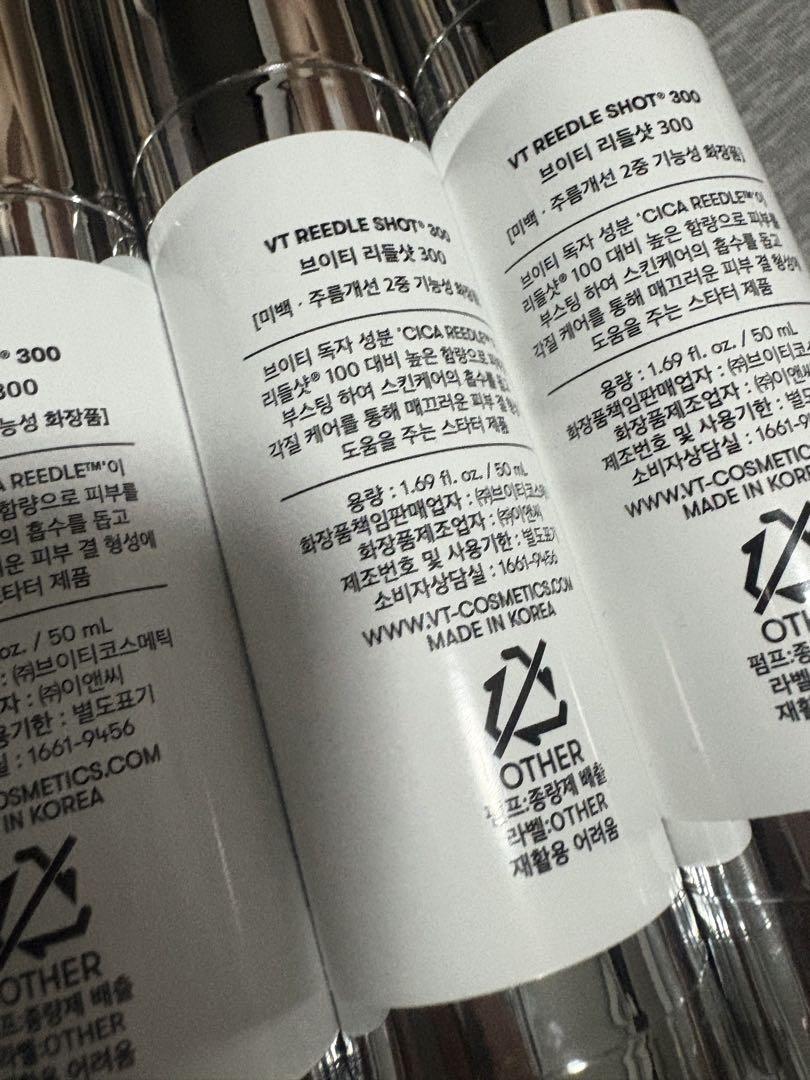 ® 300
300
능성 화장품]
CA REEDLE™'이
함량으로 피부를
의 흡수를 돕고
운 피부 결 형성에
스타터 제품
oz. / 50 mL
: ㈜브이티코스메틱
자 : ㈜이앤씨
용기한 : 별도표기
실 : 1661-9456
OSMETICS.COM
IN KOREA
OTHER
프:종량제 배출
라벨:OTHER
재활용 어려움
VT REEDLE SHOT® 300
브이티 리들샷 300
[미백 · 주름개선 2중 기능성 화장품
브이티 독자 성분 'CICA REEDLE™
리들샷® 100 대비 높은 함량으로 피부
부스팅 하여 스킨케어의 흡수를 돕
각질 케어를 통해 매끄러운 피부 결 형성
도움을 주는 스타터 제품
용량 : 1.69 fl. oz. / 50 mL
화장품책임판매업자 : ㈜브이티코스메
화장품제조업자 : ㈜이앤씨
제조번호 및 사용기한 : 별도표기
소비자상담실 : 1661-9456
WWW.VT-COSMETICS.COM
MADE IN KOREA
OTHER
펌프:종량제 배출
라벨:OTHER
재활용 어려움
VT REEDLE SHOT® 300
브이티 리들샷 300
[미백 · 주름개선 2중 기능성 화장품]
브이티 독자 성분 'CICA REEDLE™'이
리들샷® 100 대비 높은 함량으로 피부를
부스팅 하여 스킨케어의 흡수를 돕고
각질 케어를 통해 매끄러운 피부 결 형성에
도움을 주는 스타터 제품
용량 : 1.69 fl. oz. / 50 mL
화장품책임판매업자 : ㈜브이티코스
화장품제조업자 : ㈜이앤씨
제조번호 및 사용기한 : 별도
소비자상담실 : 1661-9
WWW.VT-COSMETIC
MADE IN KOR
OTH
펌프:종
라벨
재활